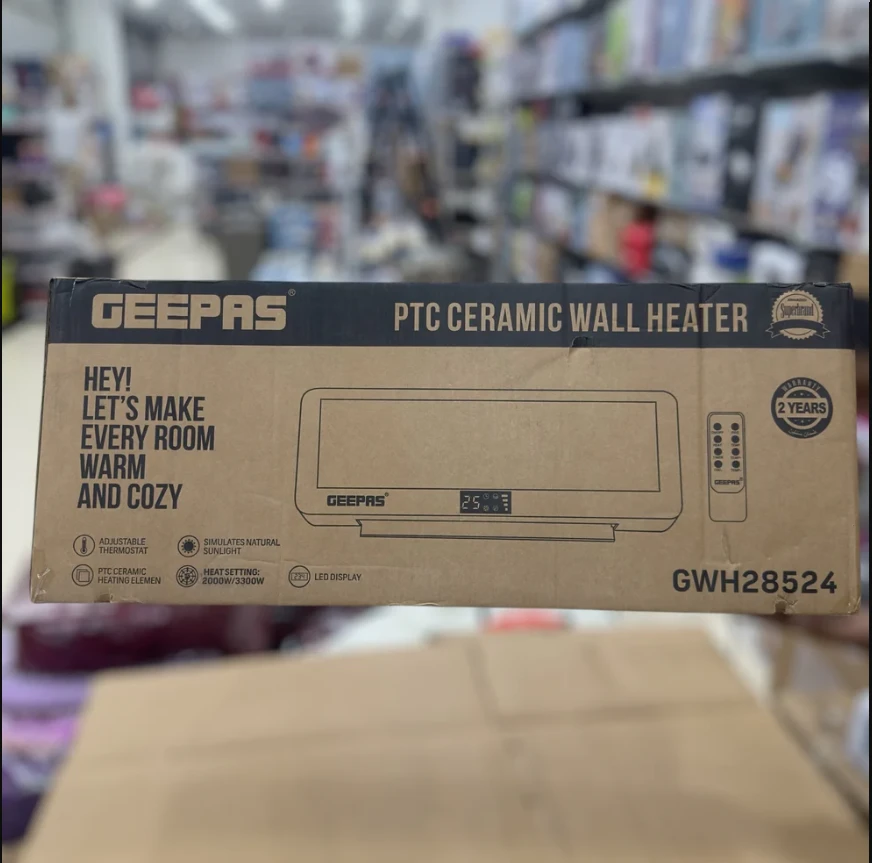 GEEPAS®
PTC CERAMIC WALL HEATER
Superbrand
HEY!
LET'S MAKE
EVERY ROOM
WARM
AND COZY
WARRANTY
2 YEARS
GEEPAS®
25
GEEPAS®
ADJUSTABLE
THERMOSTAT
SIMULATES NATURAL
SUNLIGHT
PTC CERAMIC
HEATING ELEMEN
HEAT SETTING:
2000W/3300W
LED DISPLAY
GWH28524